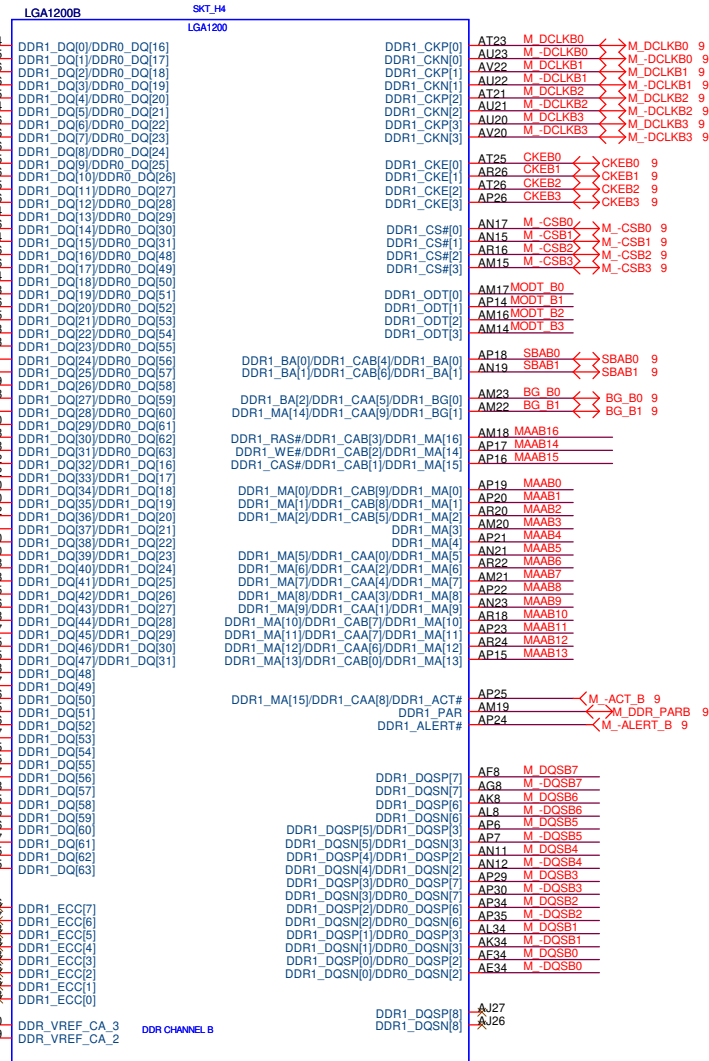 LGA1200B
SKT_H4
LGA1200
DDR1_DQ[0]/DDR0_DQ[16]
DDR1_DQ[1]/DDR0_DQ[17]
DDR1_DQ[2]/DDR0_DQ[18]
DDR1_DQ[3]/DDR0_DQ[19]
DDR1_DQ[4]/DDR0_DQ[20]
DDR1_DQ[5]/DDR0_DQ[21]
DDR1_DQ[6]/DDR0_DQ[22]
DDR1_DQ[7]/DDR0_DQ[23]
DDR1_DQ[8]/DDR0_DQ[24]
DDR1_DQ[9]/DDR0_DQ[25]
DDR1_DQ[10]/DDR0_DQ[26]
DDR1_DQ[11]/DDR0_DQ[27]
DDR1_DQ[12]/DDR0_DQ[28]
DDR1_DQ[13]/DDR0_DQ[29]
DDR1_DQ[14]/DDR0_DQ[30]
DDR1_DQ[15]/DDR0_DQ[31]
DDR1_DQ[16]/DDR0_DQ[48]
DDR1_DQ[17]/DDR0_DQ[49]
DDR1_DQ[18]/DDR0_DQ[50]
DDR1_DQ[19]/DDR0_DQ[51]
DDR1_DQ[20]/DDR0_DQ[52]
DDR1_DQ[21]/DDR0_DQ[53]
DDR1_DQ[22]/DDR0_DQ[54]
DDR1_DQ[23]/DDR0_DQ[55]
DDR1_DQ[24]/DDR0_DQ[56]
DDR1_DQ[25]/DDR0_DQ[57]
DDR1_DQ[26]/DDR0_DQ[58]
DDR1_DQ[27]/DDR0_DQ[59]
DDR1_DQ[28]/DDR0_DQ[60]
DDR1_DQ[29]/DDR0_DQ[61]
DDR1_DQ[30]/DDR0_DQ[62]
DDR1_DQ[31]/DDR0_DQ[63]
DDR1_DQ[32]/DDR1_DQ[16]
DDR1_DQ[33]/DDR1_DQ[17]
DDR1_DQ[34]/DDR1_DQ[18]
DDR1_DQ[35]/DDR1_DQ[19]
DDR1_DQ[36]/DDR1_DQ[20]
DDR1_DQ[37]/DDR1_DQ[21]
DDR1_DQ[38]/DDR1_DQ[22]
DDR1_DQ[39]/DDR1_DQ[23]
DDR1_DQ[40]/DDR1_DQ[24]
DDR1_DQ[41]/DDR1_DQ[25]
DDR1_DQ[42]/DDR1_DQ[26]
DDR1_DQ[43]/DDR1_DQ[27]
DDR1_DQ[44]/DDR1_DQ[28]
DDR1_DQ[45]/DDR1_DQ[29]
DDR1_DQ[46]/DDR1_DQ[30]
DDR1_DQ[47]/DDR1_DQ[31]
DDR1_DQ[48]
DDR1_DQ[49]
DDR1_DQ[50]
DDR1_DQ[51]
DDR1_DQ[52]
DDR1_DQ[53]
DDR1_DQ[54]
DDR1_DQ[55]
DDR1_DQ[56]
DDR1_DQ[57]
DDR1_DQ[58]
DDR1_DQ[59]
DDR1_DQ[60]
DDR1_DQ[61]
DDR1_DQ[62]
DDR1_DQ[63]
DDR1_ECC[7]
DDR1_ECC[6]
DDR1_ECC[5]
DDR1_ECC[4]
DDR1_ECC[3]
DDR1_ECC[2]
DDR1_ECC[1]
DDR1_ECC[0]
DDR_VREF_CA_3
DDR_VREF_CA_2
DDR CHANNEL B
DDR1_CKP[0] AT23 M_DCLKB0 M_DCLKB0 9
DDR1_CKN[0] AU23 M_-DCLKB0 M_-DCLKB0 9
DDR1_CKP[1] AV22 M_DCLKB1 M_DCLKB1 9
DDR1_CKN[1] AU22 M_-DCLKB1 M_-DCLKB1 9
DDR1_CKP[2] AT21 M_DCLKB2 M_DCLKB2 9
DDR1_CKN[2] AU21 M_-DCLKB2 M_-DCLKB2 9
DDR1_CKP[3] AU20 M_DCLKB3 M_DCLKB3 9
DDR1_CKN[3] AV20 M_-DCLKB3 M_-DCLKB3 9
DDR1_CKE[0] AT25 CKEB0 CKEB0 9
DDR1_CKE[1] AR26 CKEB1 CKEB1 9
DDR1_CKE[2] AT26 CKEB2 CKEB2 9
DDR1_CKE[3] AP26 CKEB3 CKEB3 9
DDR1_CS#[0] AN17 M_-CSB0 M_-CSB0 9
DDR1_CS#[1] AN15 M_-CSB1 M_-CSB1 9
DDR1_CS#[2] AR16 M_-CSB2 M_-CSB2 9
DDR1_CS#[3] AM15 M_-CSB3 M_-CSB3 9
DDR1_ODT[0] AM17 MODT_B0
DDR1_ODT[1] AP14 MODT_B1
DDR1_ODT[2] AM16 MODT_B2
DDR1_ODT[3] AM14 MODT_B3
DDR1_BA[0]/DDR1_CAB[4]/DDR1_BA[0] AP18 SBAB0 SBAB0 9
DDR1_BA[1]/DDR1_CAB[6]/DDR1_BA[1] AN19 SBAB1 SBAB1 9
DDR1_BA[2]/DDR1_CAA[5]/DDR1_BG[0] AM23 BG_B0 BG_B0 9
DDR1_MA[14]/DDR1_CAA[9]/DDR1_BG[1] AM22 BG_B1 BG_B1 9
DDR1_RAS#/DDR1_CAB[3]/DDR1_MA[16] AM18 MAAB16
DDR1_WE#/DDR1_CAB[2]/DDR1_MA[14] AP17 MAAB14
DDR1_CAS#/DDR1_CAB[1]/DDR1_MA[15] AP16 MAAB15
DDR1_MA[0]/DDR1_CAB[9]/DDR1_MA[0] AP19 MAAB0
DDR1_MA[1]/DDR1_CAB[8]/DDR1_MA[1] AP20 MAAB1
DDR1_MA[2]/DDR1_CAB[5]/DDR1_MA[2] AR20 MAAB2
DDR1_MA[3] AM20 MAAB3
DDR1_MA[4] AP21 MAAB4
DDR1_MA[5]/DDR1_CAA[0]/DDR1_MA[5] AN21 MAAB5
DDR1_MA[6]/DDR1_CAA[2]/DDR1_MA[6] AR22 MAAB6
DDR1_MA[7]/DDR1_CAA[4]/DDR1_MA[7] AM21 MAAB7
DDR1_MA[8]/DDR1_CAA[3]/DDR1_MA[8] AP22 MAAB8
DDR1_MA[9]/DDR1_CAA[1]/DDR1_MA[9] AN23 MAAB9
DDR1_MA[10]/DDR1_CAB[7]/DDR1_MA[10] AR18 MAAB10
DDR1_MA[11]/DDR1_CAA[7]/DDR1_MA[11] AP23 MAAB11
DDR1_MA[12]/DDR1_CAA[6]/DDR1_MA[12] AR24 MAAB12
DDR1_MA[13]/DDR1_CAB[0]/DDR1_MA[13] AP15 MAAB13
DDR1_MA[15]/DDR1_CAA[8]/DDR1_ACT# AP25 M_-ACT_B 9
DDR1_PAR AM19 M_DDR_PARB 9
DDR1_ALERT# AP24 M_-ALERT_B 9
DDR1_DQSP[7] AF8 M_DQSB7
DDR1_DQSN[7] AG8 M_-DQSB7
DDR1_DQSP[6] AK8 M_DQSB6
DDR1_DQSN[6] AL8 M_-DQSB6
DDR1_DQSP[5]/DDR1_DQSP[3] AP6 M_DQSB5
DDR1_DQSN[5]/DDR1_DQSN[3] AP7 M_-DQSB5
DDR1_DQSP[4]/DDR1_DQSP[2] AN11 M_DQSB4
DDR1_DQSN[4]/DDR1_DQSN[2] AN12 M_-DQSB4
DDR1_DQSP[3]/DDR0_DQSP[7] AP29 M_DQSB3
DDR1_DQSN[3]/DDR0_DQSN[7] AP30 M_-DQSB3
DDR1_DQSP[2]/DDR0_DQSP[6] AP34 M_DQSB2
DDR1_DQSN[2]/DDR0_DQSN[6] AP35 M_-DQSB2
DDR1_DQSP[1]/DDR0_DQSP[3] AL34 M_DQSB1
DDR1_DQSN[1]/DDR0_DQSN[3] AK34 M_-DQSB1
DDR1_DQSP[0]/DDR0_DQSP[2] AF34 M_DQSB0
DDR1_DQSN[0]/DDR0_DQSN[2] AE34 M_-DQSB0
DDR1_DQSP[8] AJ27
DDR1_DQSN[8] AJ26